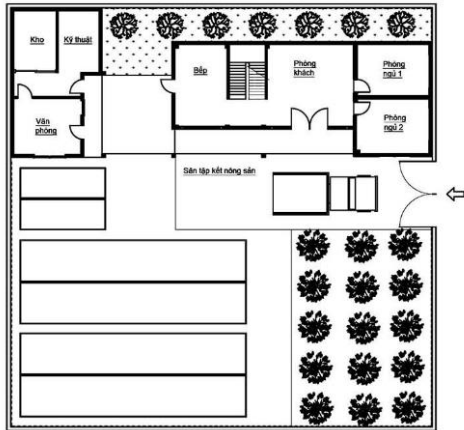 Kho
Kỹ thuật
Bếp
Phòng
khách
Phòng
ngủ 1
Văn
phòng
Phòng
ngủ 2
Sân tập kết nông sản